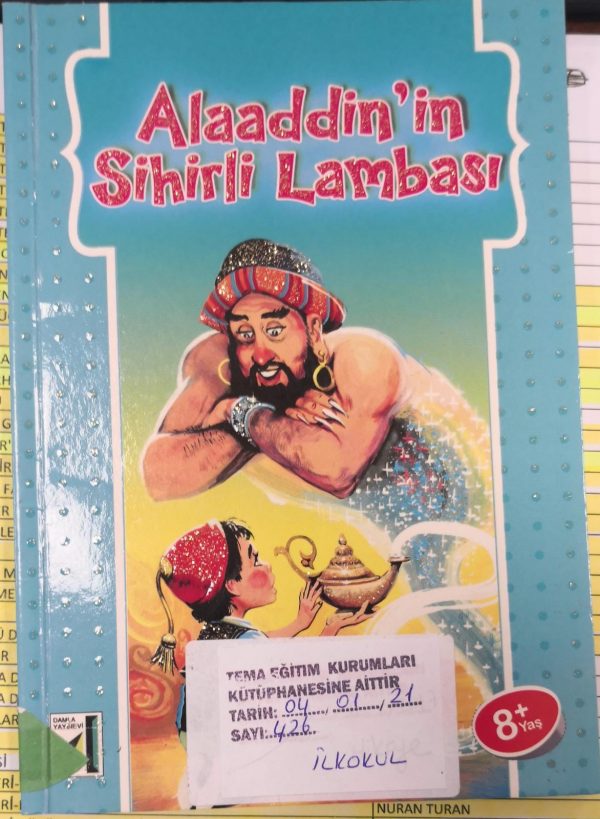 Alaaddin'in
Sihirli Lambası
TEMA EĞİTİM KURUMLARI
KÜTÜPHANESİNE AİTTİR
TARİH: 04/01/21
SAYI: 426
İLKOKUL
8+
Yaş
DAMLA
YAYINEVİ
NURAN TURAN